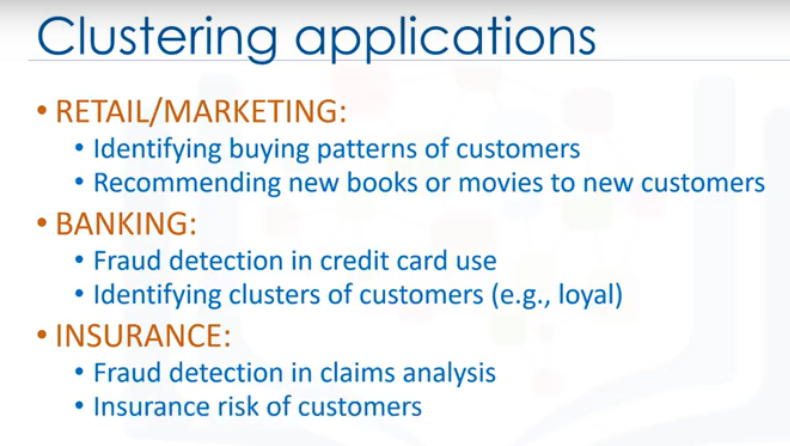 Clustering applications
• RETAIL/MARKETING:
• Identifying buying patterns of customers
• Recommending new books or movies to new customers
• BANKING:
• Fraud detection in credit card use
• Identifying clusters of customers (e.g., loyal)
• INSURANCE:
• Fraud detection in claims analysis
• Insurance risk of customers